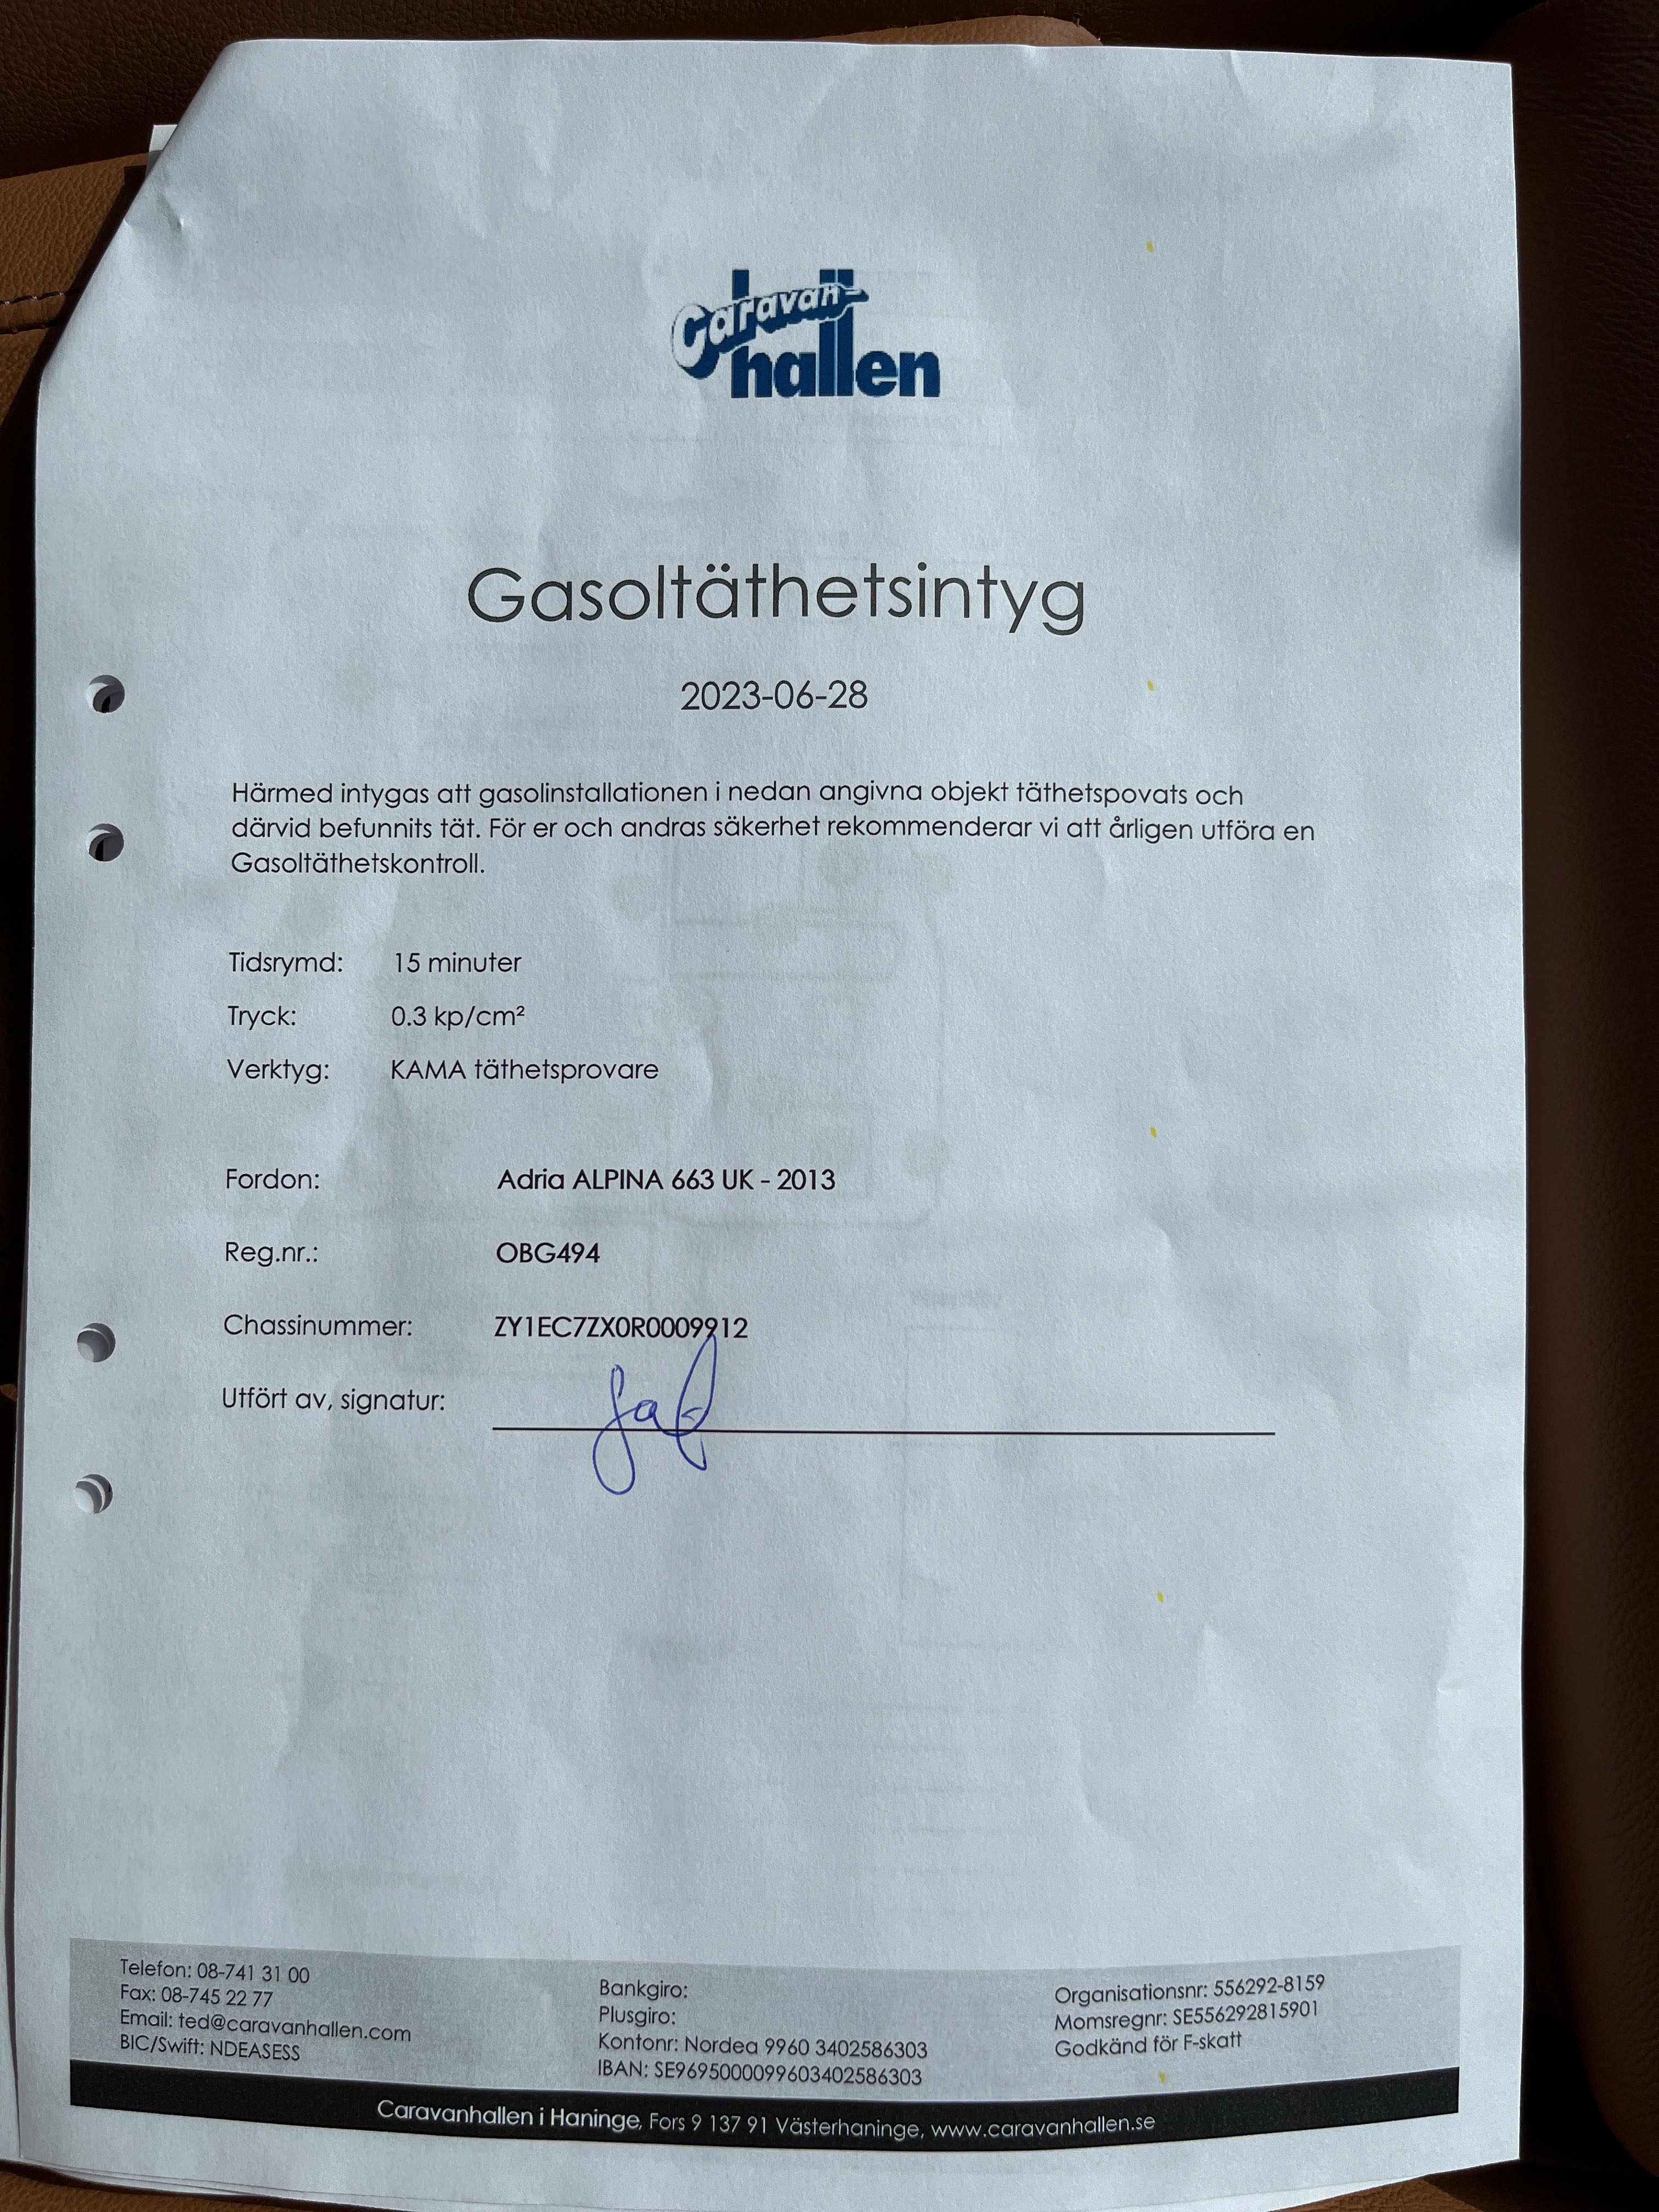 Caravan-
hallen
Gasoltäthetsintyg
2023-06-28
Härmed intygas att gasolinstallationen i nedan angivna objekt täthetspovats och
därvid befunnits tät. För er och andras säkerhet rekommenderar vi att årligen utföra en
Gasoltäthetskontroll.
Tidsrymd: 15 minuter
Tryck: 0.3 kp/cm²
Verktyg: KAMA täthetsprovare
Fordon: Adria ALPINA 663 UK - 2013
Reg.nr.: OBG494
Chassinummer: ZY1EC7ZX0R0009912
Utfört av, signatur:
Telefon: 08-741 31 00
Fax: 08-745 22 77
Email: ted@caravanhallen.com
BIC/Swift: NDEASESS
Bankgiro:
Plusgiro:
Kontonr: Nordea 9960 3402586303
IBAN: SE9695000099603402586303
Organisationsnr: 556292-8159
Momsregnr: SE556292815901
Godkänd för F-skatt
Caravanhallen i Haninge, Fors 9 137 91 Västerhaninge, www.caravanhallen.se